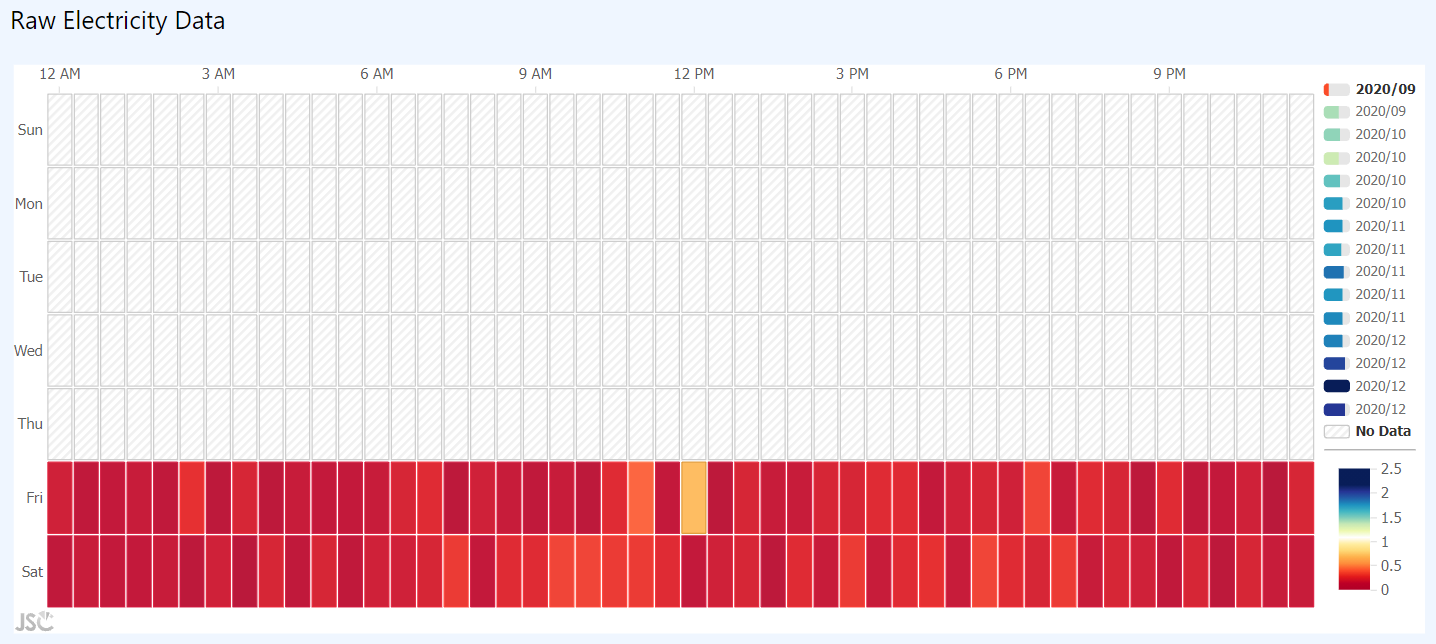 Raw Electricity Data
12 AM 3 AM 6 AM 9 AM 12 PM 3 PM 6 PM 9 PM
Sun
Mon
Tue
Wed
Thu
Fri
Sat
2020/09
2020/09
2020/10
2020/10
2020/10
2020/10
2020/11
2020/11
2020/11
2020/11
2020/11
2020/12
2020/12
2020/12
2020/12
No Data
2.5
2
1.5
1
0.5
0
JSC